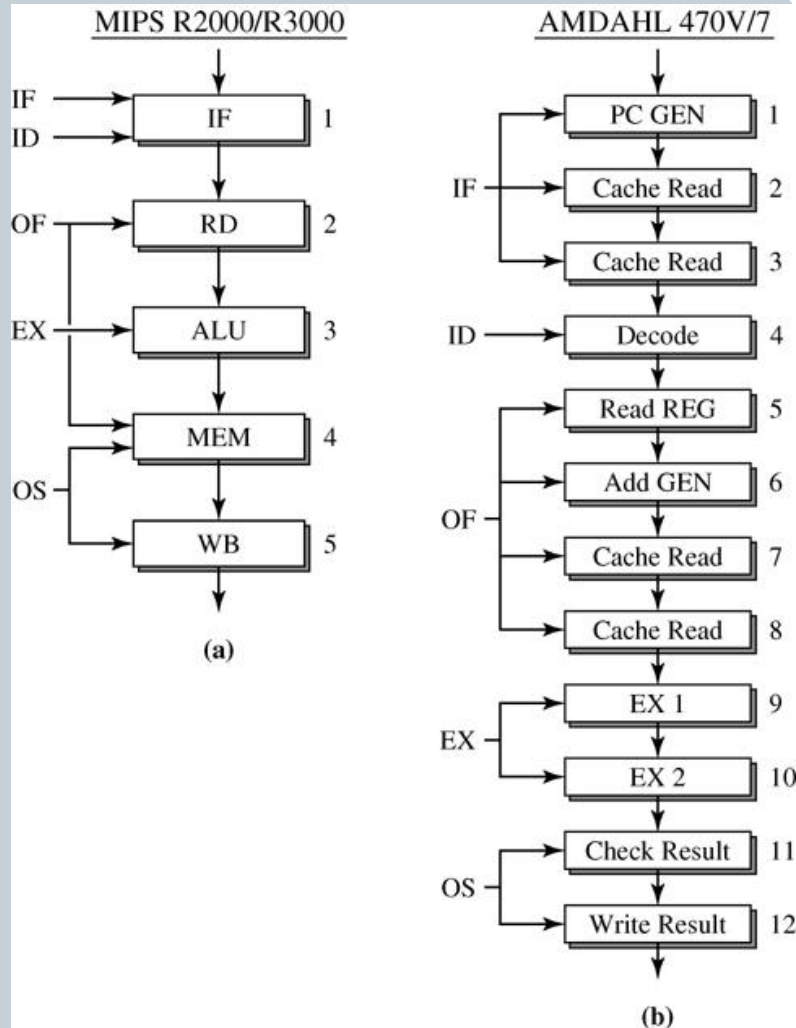 MIPS R2000/R3000
IF
ID
IF
1
OF
RD
2
EX
ALU
3
MEM
4
OS
WB
5
(a)
AMDAHL 470V/7
PC GEN
1
IF
Cache Read
2
Cache Read
3
ID
Decode
4
Read REG
5
Add GEN
6
OF
Cache Read
7
Cache Read
8
EX 1
9
EX
EX 2
10
Check Result
11
OS
Write Result
12
(b)